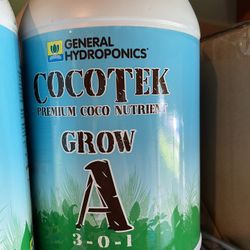 GENERAL
HYDROPONICS
COCOTEK
PREMIUM COCO NUTRIENT
GROW
A
3-0-1